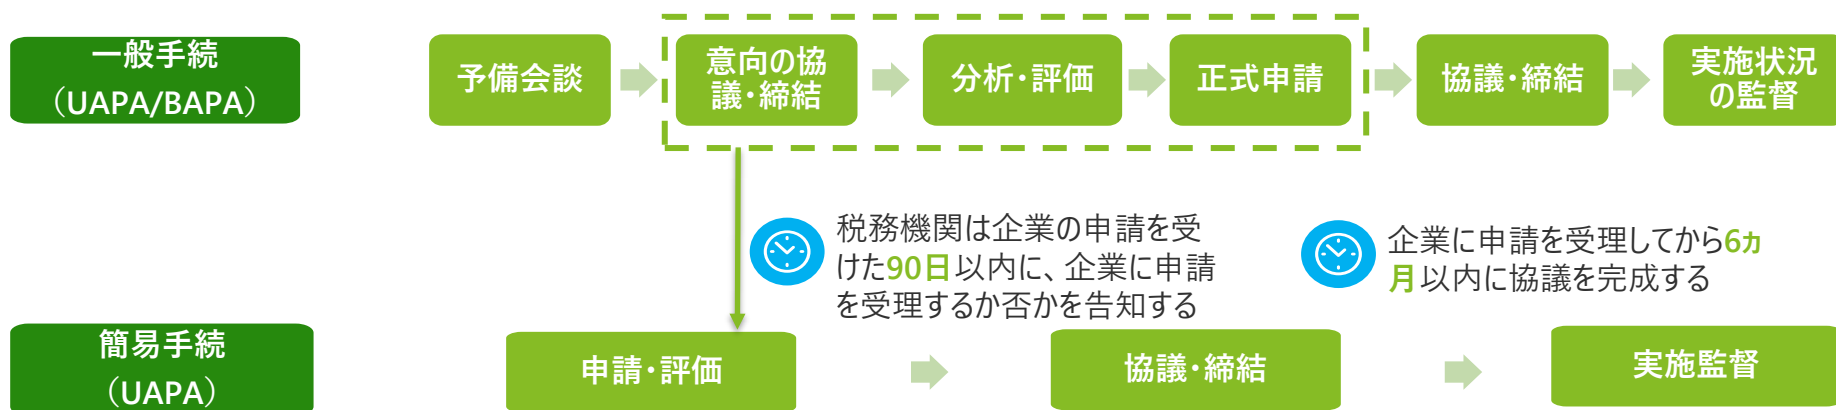 一般手続
（UAPA/BAPA）
予備会談
意向の協
議・締結
分析・評価
正式申請
協議・締結
実施状況
の監督
税務機関は企業の申請を受
けた90日以内に、企業に申請
を受理するか否かを告知する
企業に申請を受理してから6カ
月以内に協議を完成する
簡易手続
（UAPA）
申請・評価
協議・締結
実施監督